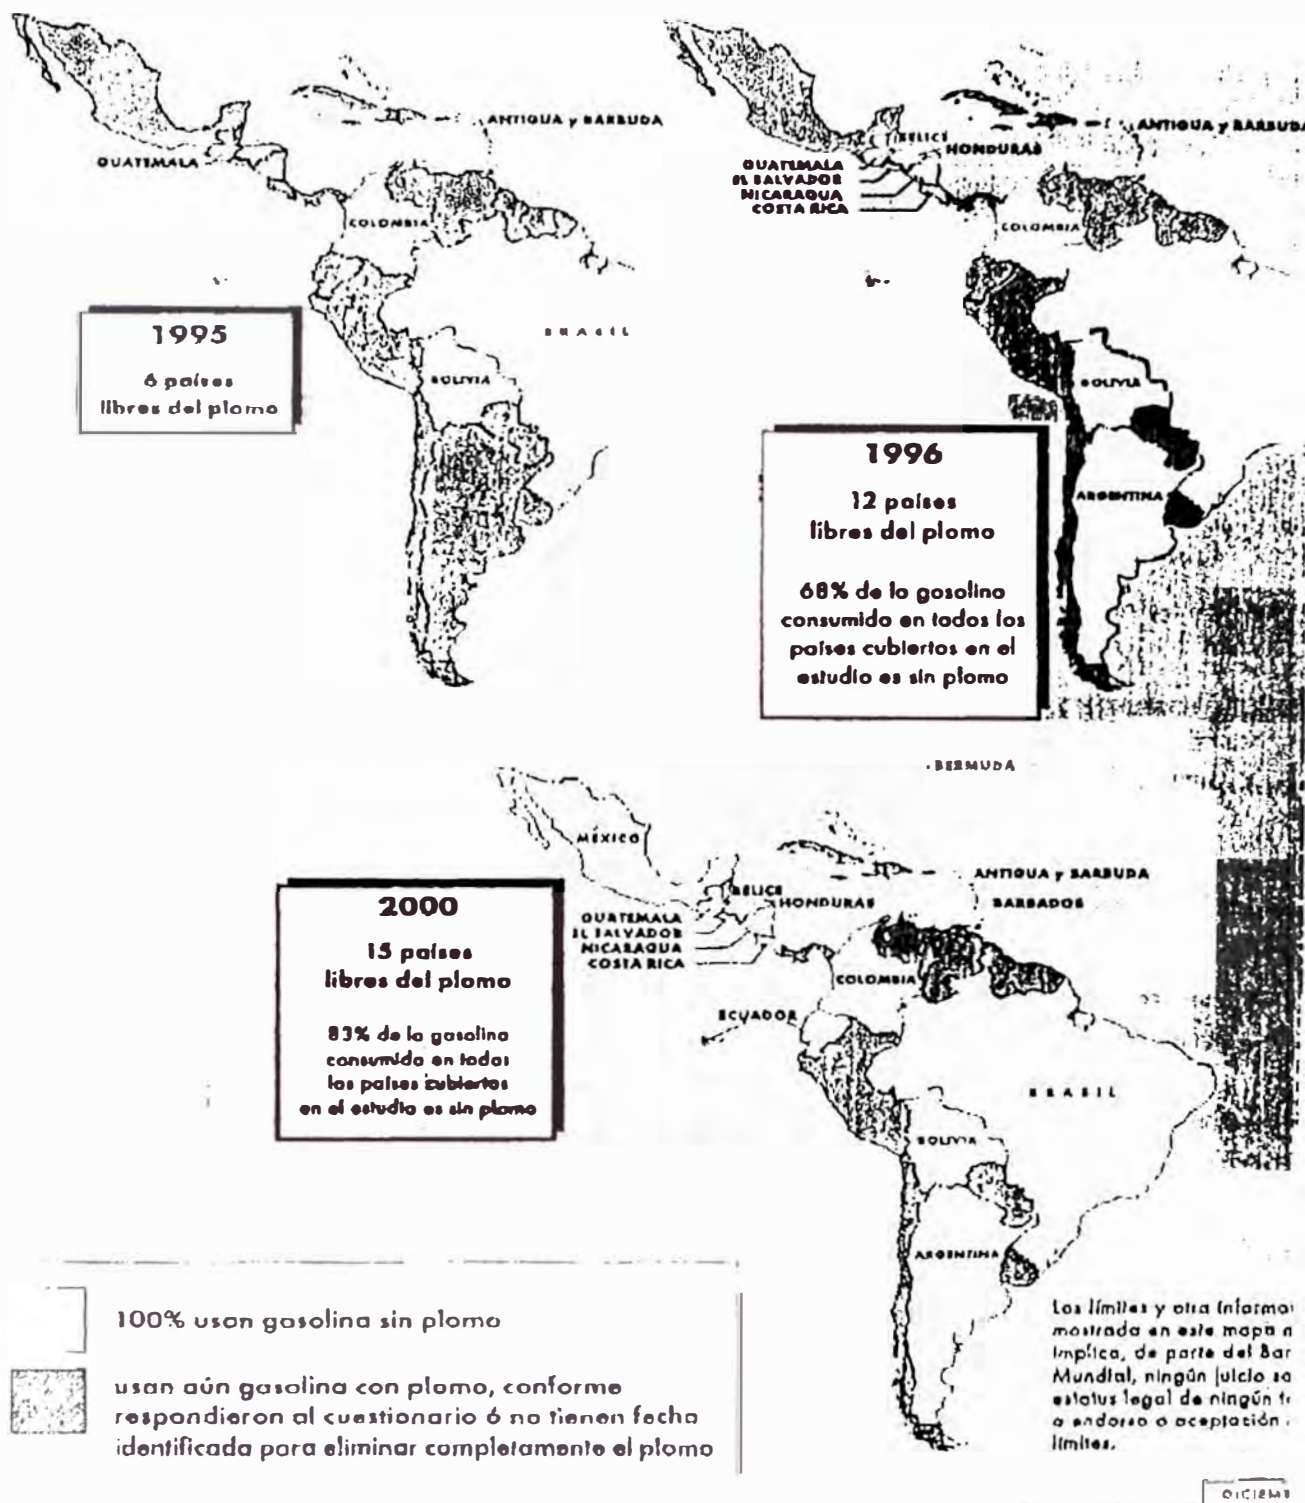 ANTIGUA y BARBUDA
GUATEMALA
COLOMBIA
BRASIL
BOLIVIA
1995
6 países
libres del plomo
ANTIGUA y BARBUDA
BELICE
HONDURAS
GUATEMALA
EL SALVADOR
NICARAGUA
COSTA RICA
COLOMBIA
BOLIVIA
ARGENTINA
1996
12 países
libres del plomo
68% de la gasolina
consumida en todos los
países cubiertos en el
estudio es sin plomo
BERMUDA
MÉXICO
BELICE
HONDURAS
ANTIGUA y BARBUDA
BARBADOS
GUATEMALA
EL SALVADOR
NICARAGUA
COSTA RICA
COLOMBIA
ECUADOR
BRASIL
BOLIVIA
ARGENTINA
2000
15 países
libres del plomo
83% de la gasolina
consumida en todos
los países cubiertos
en el estudio es sin plomo
100% usan gasolina sin plomo
usan aún gasolina con plomo, conforme
respondieron al cuestionario ó no tienen fecha
identificada para eliminar completamente el plomo
Los límites y otra informa
mostrada en este mapa n
implica, de parte del Ban
Mundial, ningún juicio so
estatus legal de ningún t
o endorso o aceptación
límites.
DICIEM